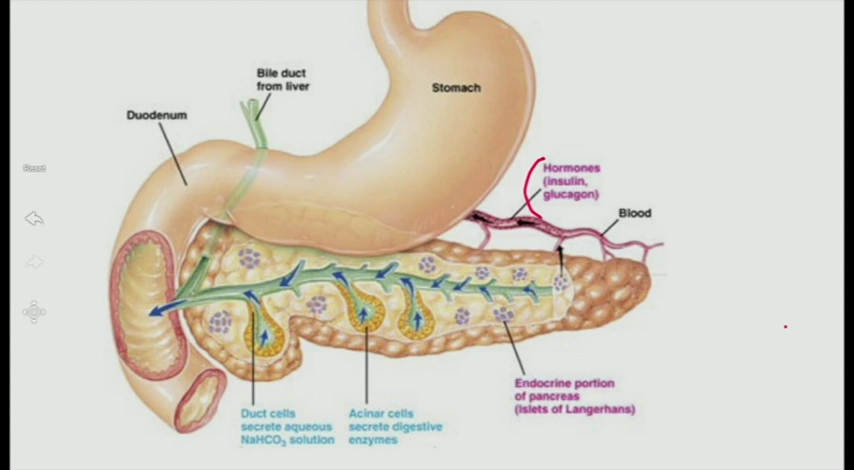 Bile duct
from liver
Stomach
Duodenum
Reset
Hormones
(insulin,
glucagon)
Blood
Endocrine portion
of pancreas
(Islets of Langerhans)
Duct cells
secrete aqueous
NaHCO₃ solution
Acinar cells
secrete digestive
enzymes